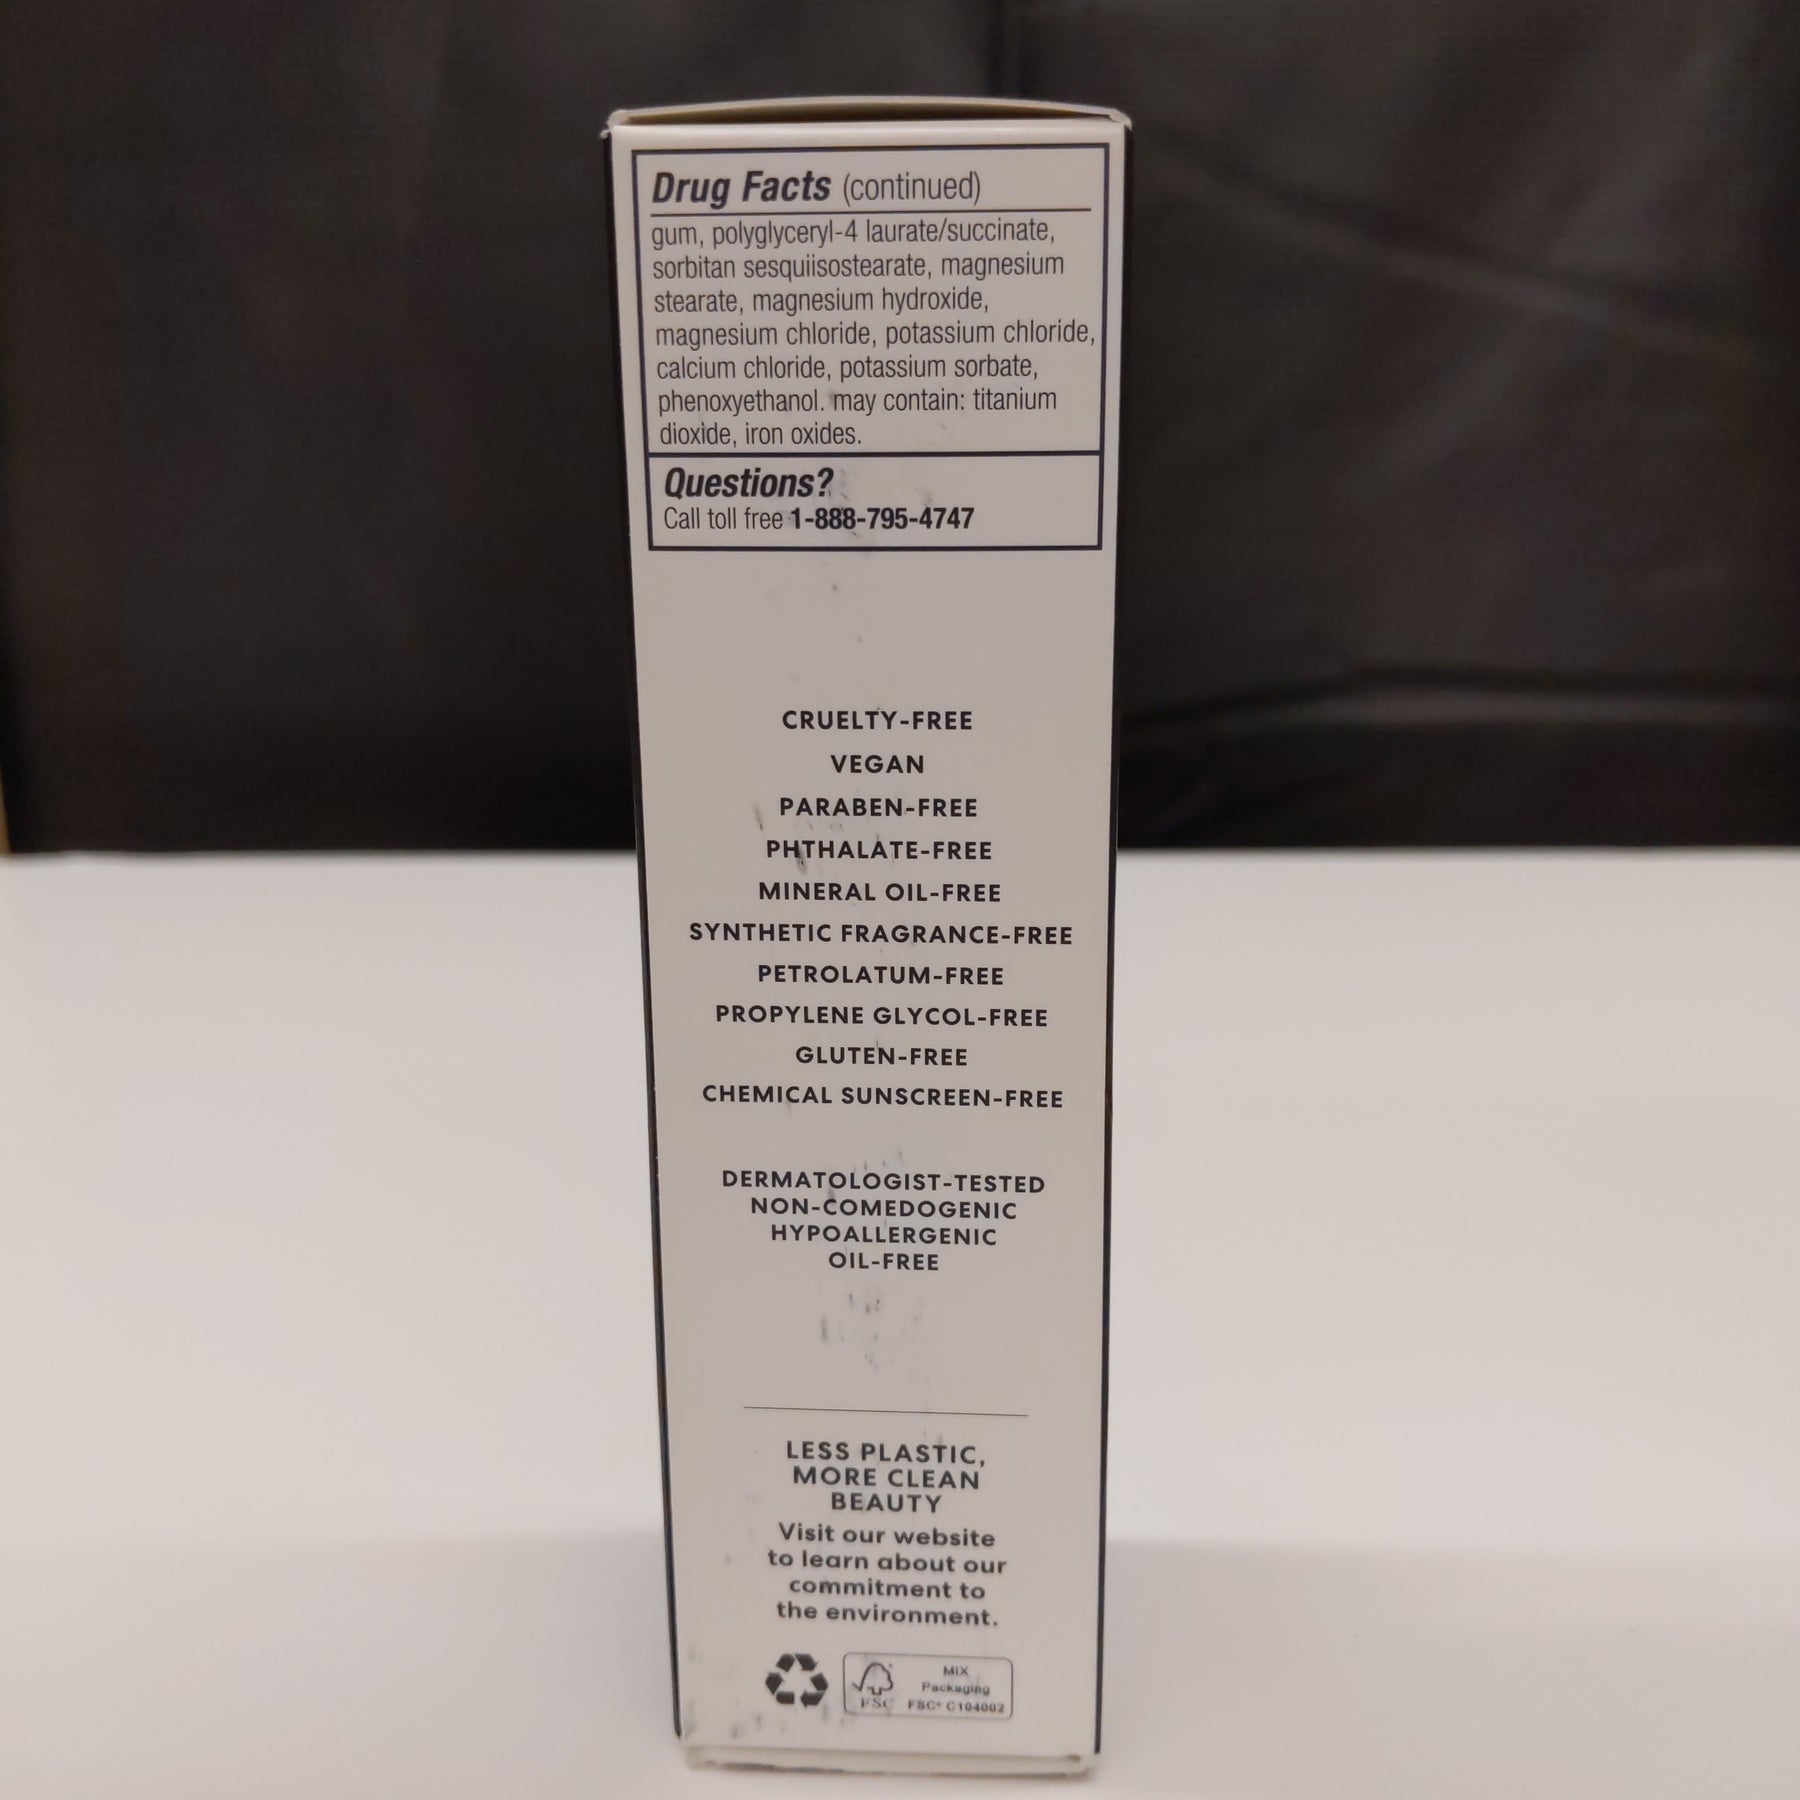 Drug Facts (continued)
gum, polyglyceryl-4 laurate/succinate,
sorbitan sesquiisostearate, magnesium
stearate, magnesium hydroxide,
magnesium chloride, potassium chloride,
calcium chloride, potassium sorbate,
phenoxyethanol. may contain: titanium
dioxide, iron oxides.
Questions?
Call toll free 1-888-795-4747
CRUELTY-FREE
VEGAN
PARABEN-FREE
PHTHALATE-FREE
MINERAL OIL-FREE
SYNTHETIC FRAGRANCE-FREE
PETROLATUM-FREE
PROPYLENE GLYCOL-FREE
GLUTEN-FREE
CHEMICAL SUNSCREEN-FREE
DERMATOLOGIST-TESTED
NON-COMEDOGENIC
HYPOALLERGENIC
OIL-FREE
LESS PLASTIC,
MORE CLEAN
BEAUTY
Visit our website
to learn about our
commitment to
the environment.
MIX
Packaging
FSC FSC® C104002